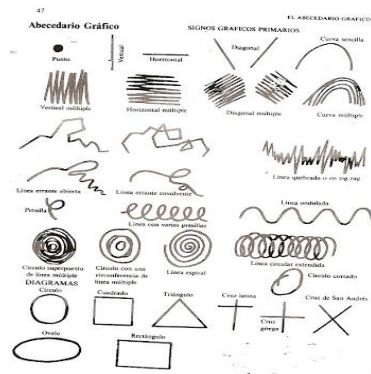 47
EL ABECEDARIO GRAFICO
Abecedario Gráfico
SIGNOS GRAFICOS PRIMARIOS
Punto
Vertical
Horizontal
Diagonal
Curva sencilla
Vertical múltiple
Horizontal múltiple
Diagonal múltiple
Curva múltiple
Línea quebrada o en zig-zag
Línea errante abierta
Línea errante envolvente
Presilla
Línea con varias presillas
Línea ondulada
Círculo superpuesto
de línea múltiple
Círculo con una
circunferencia de
línea múltiple
Línea espiral
Línea circular extendida
Círculo cortado
DIAGRAMAS
Círculo
Cuadrado
Triángulo
Cruz latina
Cruz
griega
Cruz de San Andrés
Ovalo
Rectángulo